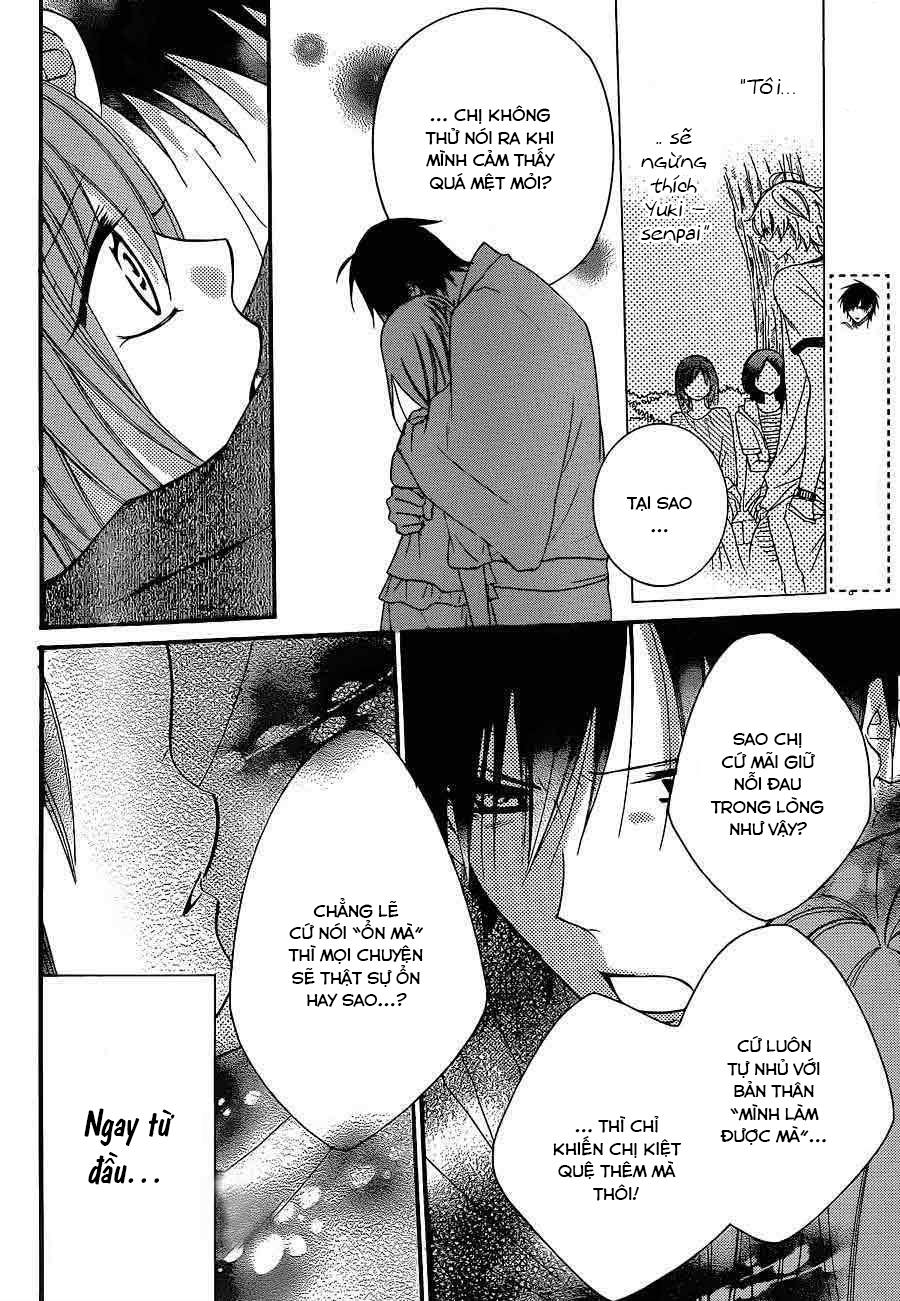 "Tôi...
.. sẽ
ngừng
thích
Yuki –
senpai"
TẠI SAO
...
... CHỊ KHÔNG
THỬ NÓI RA KHI
MÌNH CẢM THẤY
QUÁ MỆT MỎI?
SAO CHỊ
CỨ MÃI GIỮ
NỖI ĐAU
TRONG LÒNG
NHƯ VẬY?
CỨ LUÔN
TỰ NHỦ VỚI
BẢN THÂN
"MÌNH LÀM
ĐƯỢC MÀ"...
... THÌ CHỈ
KHIẾN CHỊ KIỆT
QUỆ THÊM MÀ
THÔI!
CHẲNG LẼ
CỨ NÓI "ỔN MÀ"
THÌ MỌI CHUYỆN
SẼ THẬT SỰ ỔN
HAY SAO...?
Ngay từ
đầu...